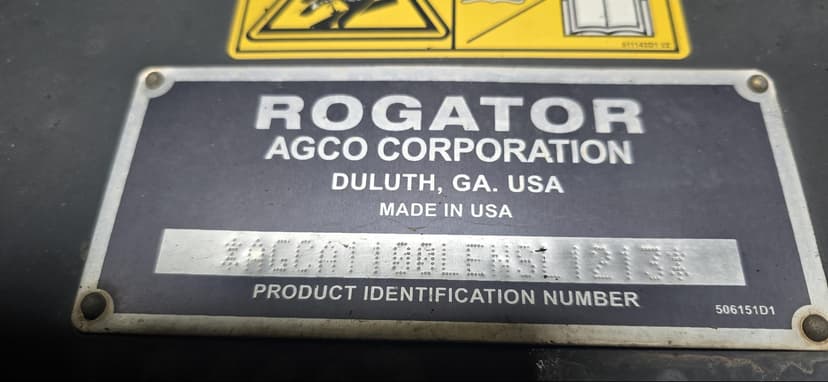 ROGATOR
AGCO CORPORATION
DULUTH, GA. USA
MADE IN USA
*AGCA1100LENSL1213*
PRODUCT IDENTIFICATION NUMBER
506151D1